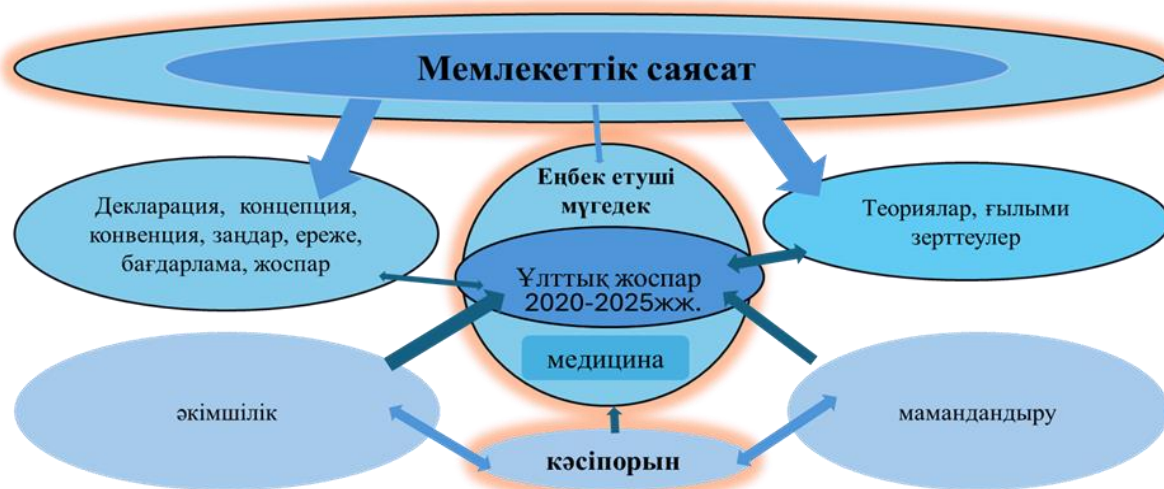 Мемлекеттік саясат
Декларация, концепция,
конвенция, заңдар, ереже,
бағдарлама, жоспар
Еңбек етуші
мүгедек
Ұлттық жоспар
2020-2025жж.
медицина
Теориялар, ғылыми
зерттеулер
әкімшілік
кәсіпорын
мамандандыру